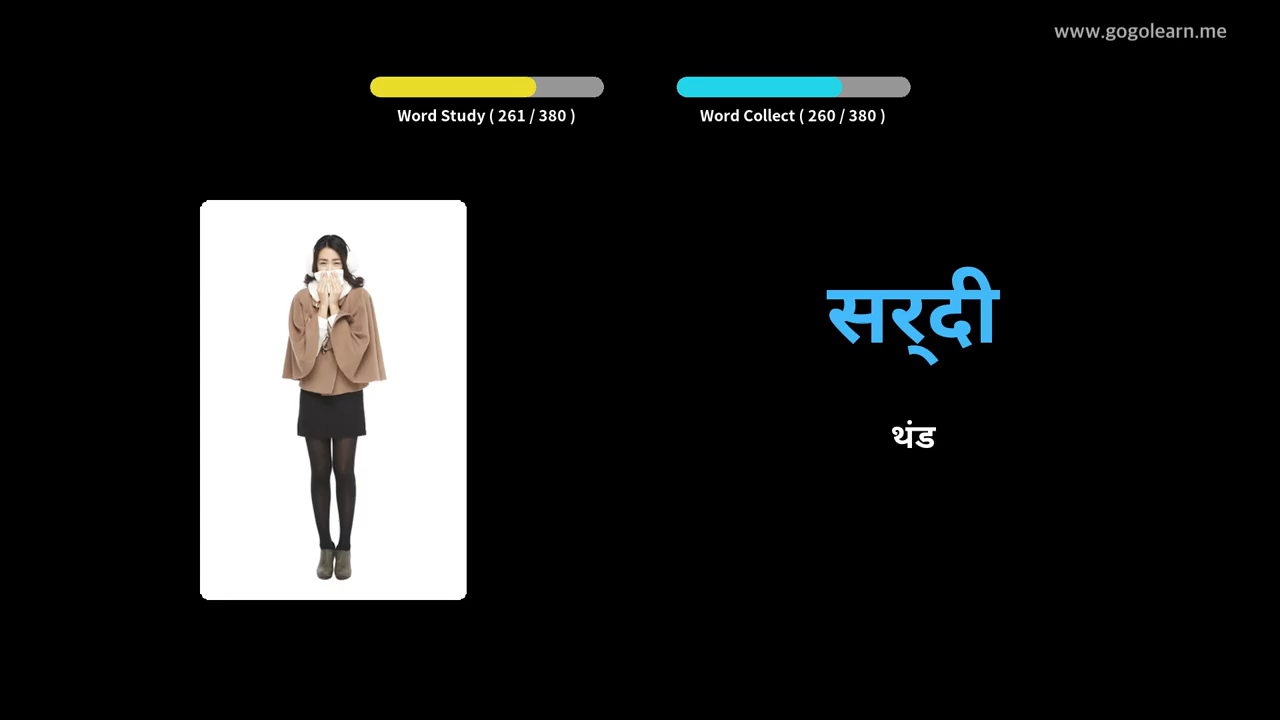 www.gogolearn.me
Word Study ( 261 / 380 )
Word Collect ( 260 / 380 )
सर्‌दी
थंड